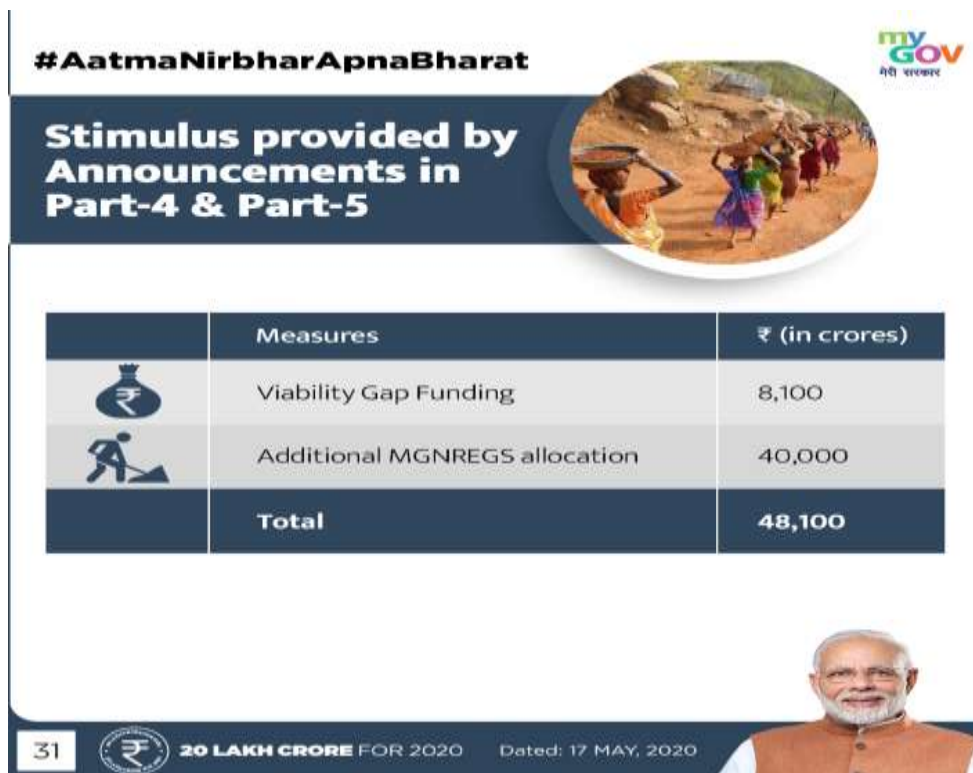 #AatmaNirbharApnaBharat
my
GOV
मेरी सरकार
Stimulus provided by
Announcements in
Part-4 & Part-5
Measures ₹ (in crores)
Viability Gap Funding 8,100
Additional MGNREGS allocation 40,000
Total 48,100
31 20 LAKH CRORE FOR 2020 Dated: 17 MAY, 2020